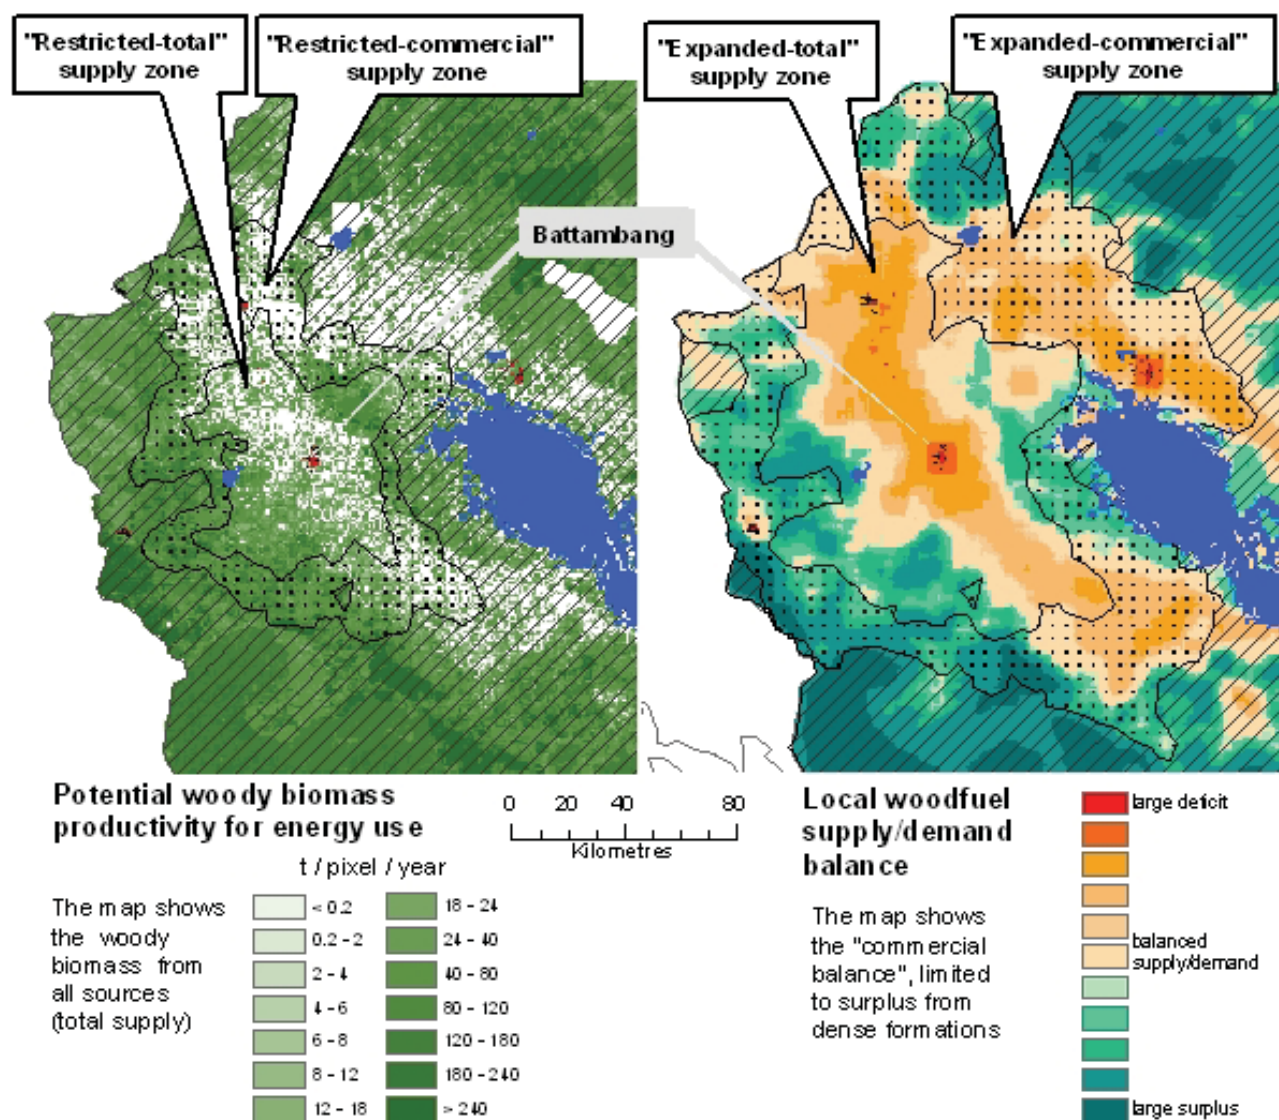 "Restricted-total"
supply zone
"Restricted-commercial"
supply zone
"Expanded-total"
supply zone
"Expanded-commercial"
supply zone
Battambang
Potential woody biomass
productivity for energy use
t / pixel / year
The map shows
the woody
biomass from
all sources
(total supply)
< 0.2
0.2 - 2
2 - 4
4 - 6
6 - 8
8 - 12
12 - 18
18 - 24
24 - 40
40 - 80
80 - 120
120 - 180
180 - 240
> 240
0 20 40 80
Kilometres
Local woodfuel
supply/demand
balance
The map shows
the "commercial
balance", limited
to surplus from
dense formations
large deficit
balanced
supply/demand
large surplus